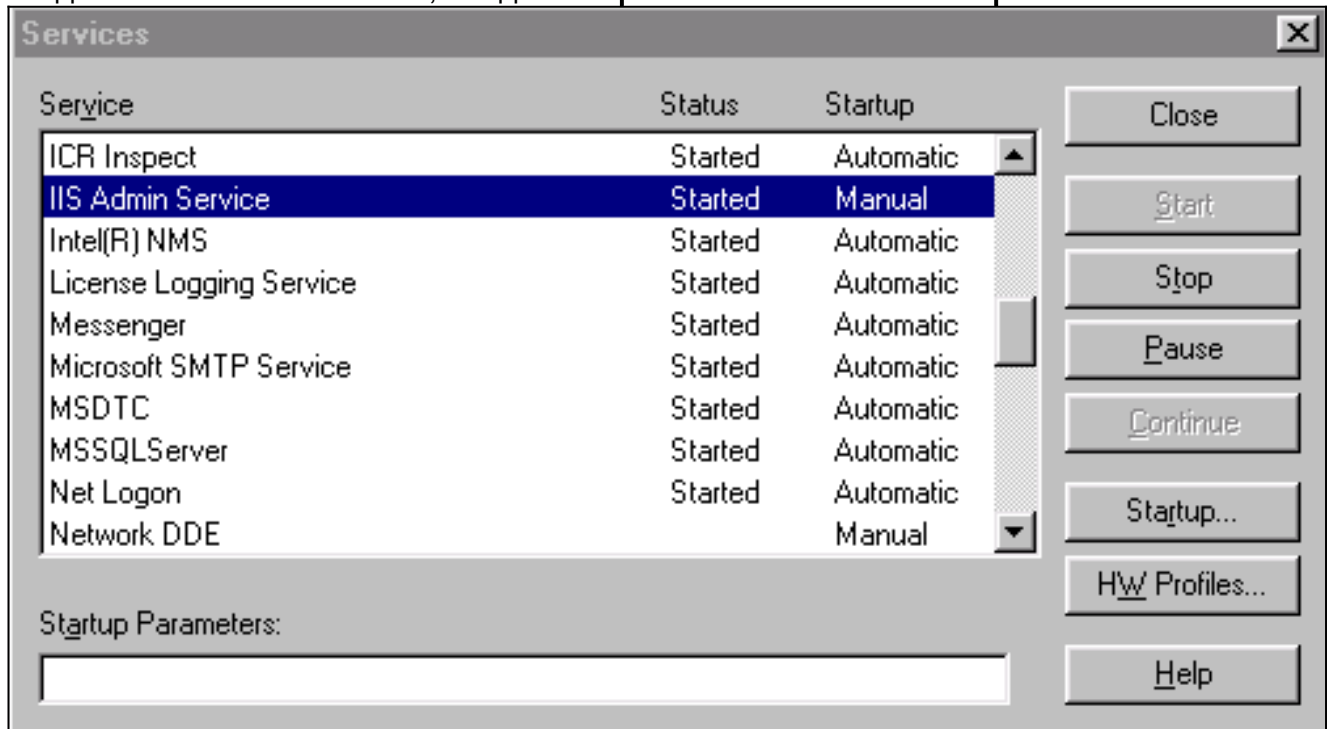 Services
Service Status Startup
ICR Inspect Started Automatic
IIS Admin Service Started Manual
Intel(R) NMS Started Automatic
License Logging Service Started Automatic
Messenger Started Automatic
Microsoft SMTP Service Started Automatic
MSDTC Started Automatic
MSSQLServer Started Automatic
Net Logon Started Automatic
Network DDE Manual
Startup Parameters:
Close
Start
Stop
Pause
Continue
Startup...
HW Profiles...
Help